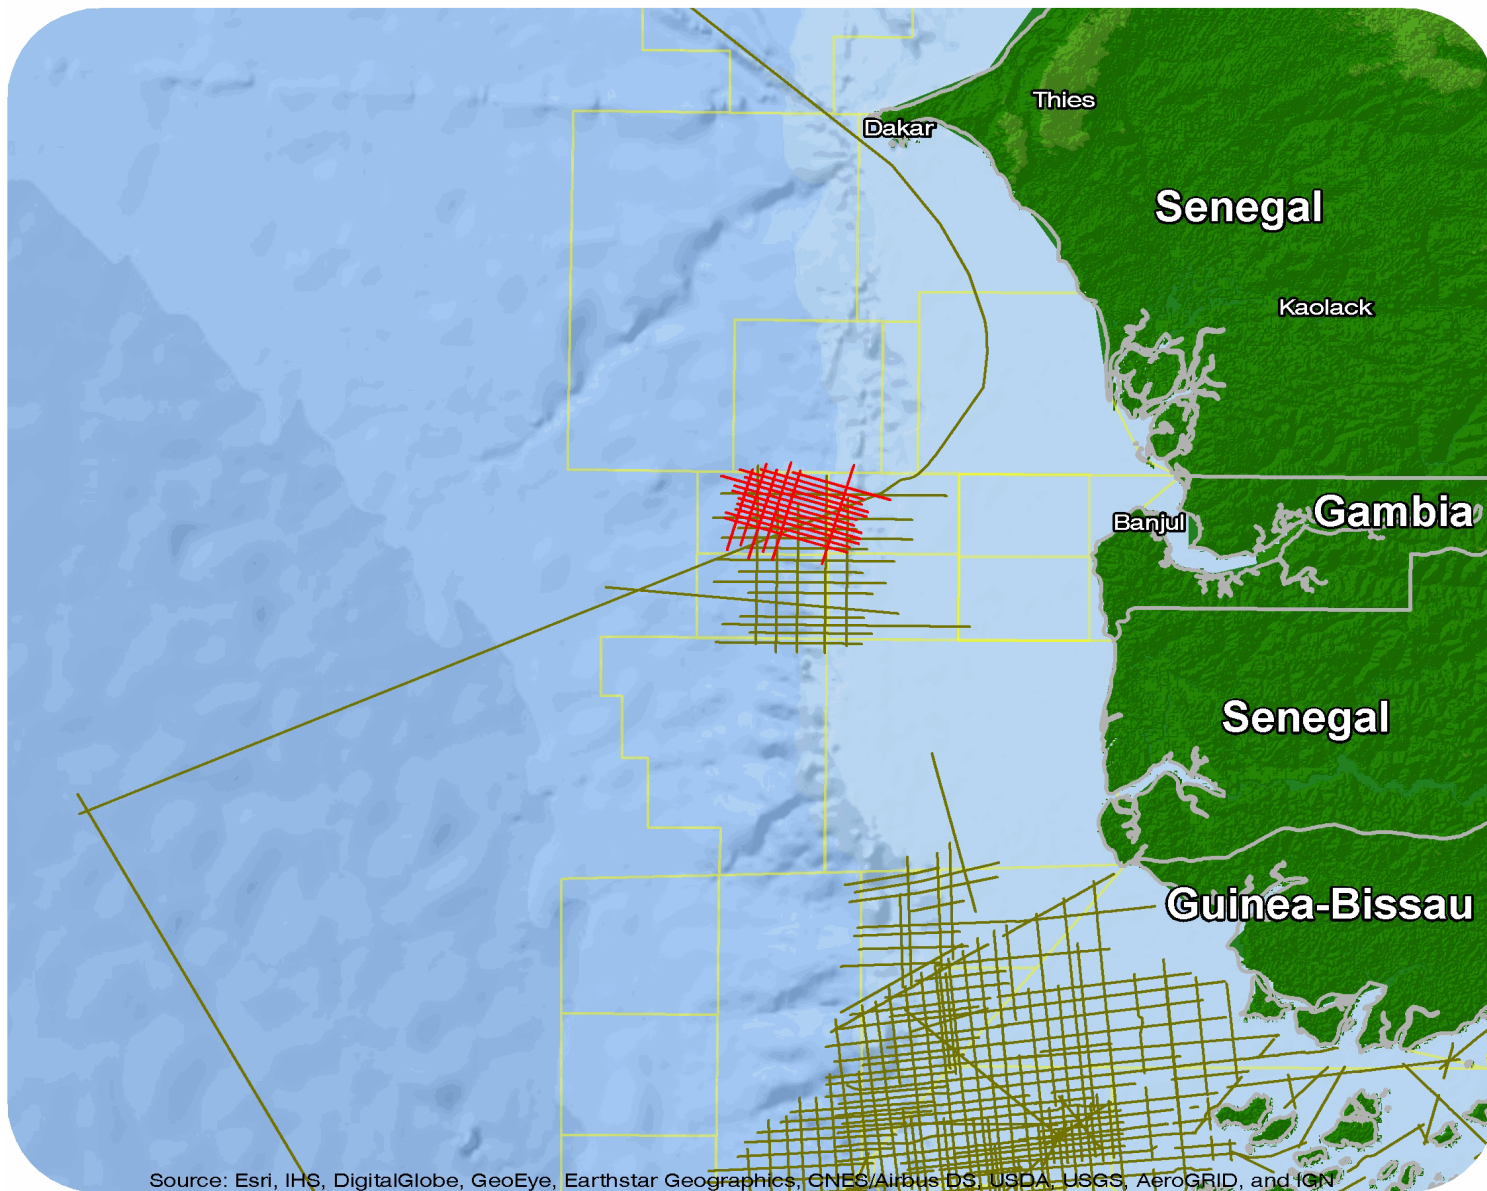 Thies
Dakar
Senegal
Kaolack
Gambia
Banjul
Senegal
Guinea-Bissau
Source: Esri, IHS, DigitalGlobe, GeoEye, Earthstar Geographics, CNES/Airbus DS, USDA, USGS, AeroGRID, and IGN